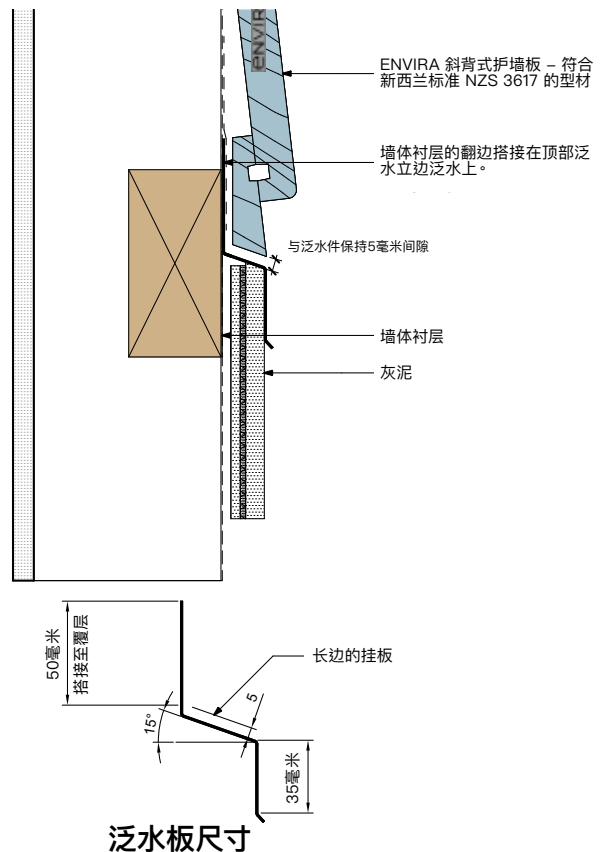 ENVIRA
ENVIRA 斜背式护墙板 – 符合
新西兰标准 NZS 3617 的型材
墙体衬层的翻边搭接在顶部泛
水立边泛水上。
与泛水件保持5毫米间隙
墙体衬层
灰泥
50毫米
搭接至覆层
长边的挂板
5
15°
35毫米
泛水板尺寸